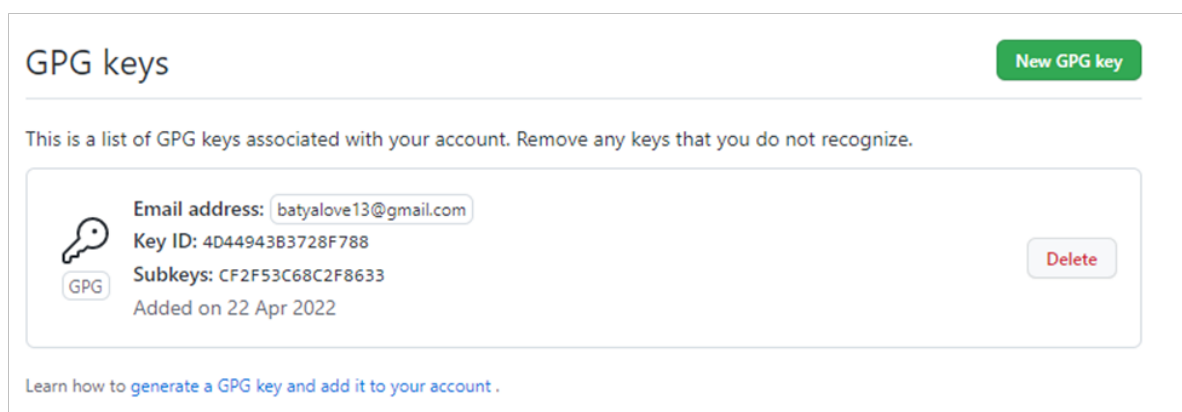 GPG keys
New GPG key
This is a list of GPG keys associated with your account. Remove any keys that you do not recognize.
Email address: batyalove13@gmail.com
Key ID: 4D44943B3728F788
GPG
Subkeys: CF2F53C68C2F8633
Added on 22 Apr 2022
Delete
Learn how to generate a GPG key and add it to your account .